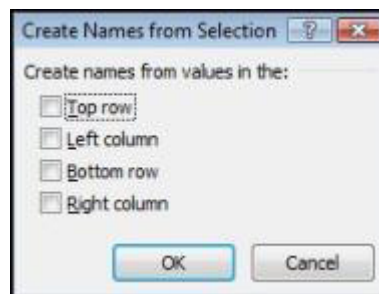 Create Names from Selection
Create names from values in the:
Top row
Left column
Bottom row
Right column
OK Cancel